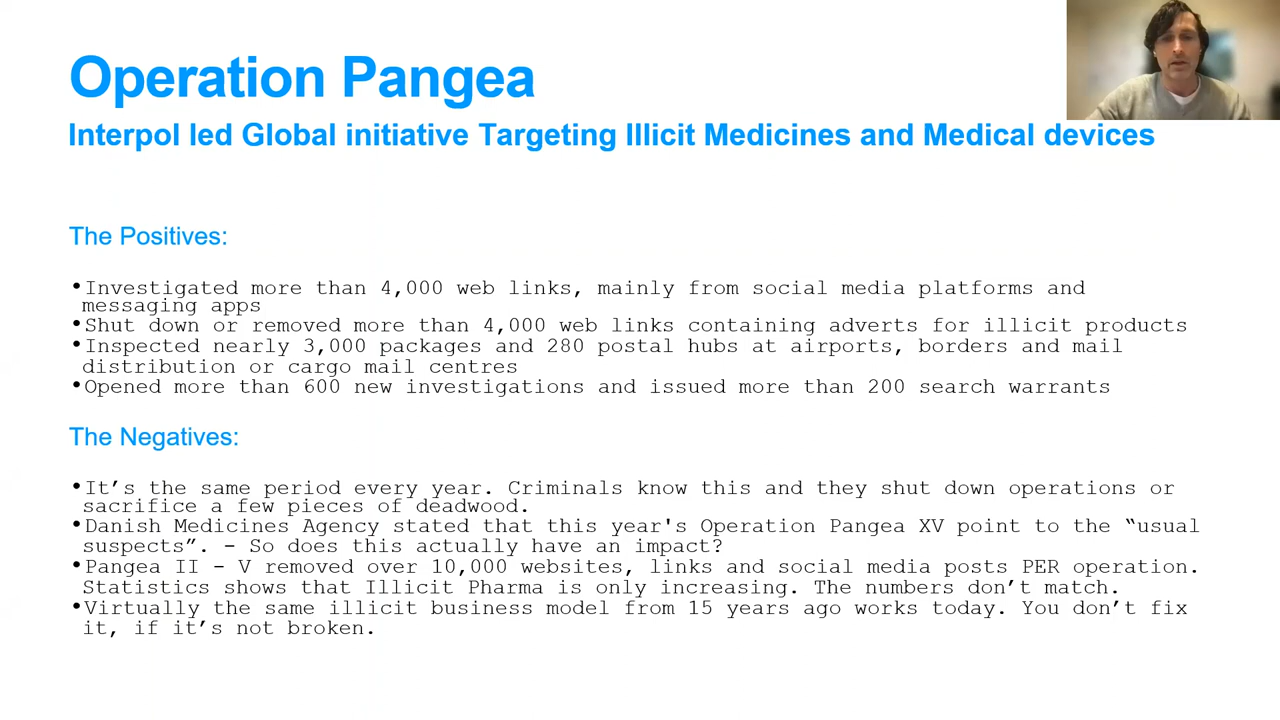 Operation Pangea
Interpol led Global initiative Targeting Illicit Medicines and Medical devices
The Positives:
•Investigated more than 4,000 web links, mainly from social media platforms and
messaging apps
•Shut down or removed more than 4,000 web links containing adverts for illicit products
•Inspected nearly 3,000 packages and 280 postal hubs at airports, borders and mail
distribution or cargo mail centres
•Opened more than 600 new investigations and issued more than 200 search warrants
The Negatives:
•It’s the same period every year. Criminals know this and they shut down operations or
sacrifice a few pieces of deadwood.
•Danish Medicines Agency stated that this year's Operation Pangea XV point to the “usual
suspects”. – So does this actually have an impact?
•Pangea II – V removed over 10,000 websites, links and social media posts PER operation.
Statistics shows that Illicit Pharma is only increasing. The numbers don’t match.
•Virtually the same illicit business model from 15 years ago works today. You don’t fix
it, if it’s not broken.